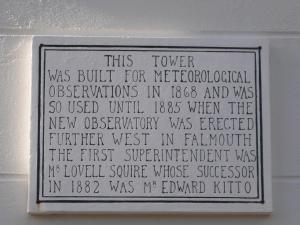 THIS TOWER
WAS BUILT FOR METEOROLOGICAL
OBSERVATIONS IN 1868 AND WAS
SO USED UNTIL 1885 WHEN THE
NEW OBSERVATORY WAS ERECTED
FURTHER WEST IN FALMOUTH
THE FIRST SUPERINTENDENT WAS
MR LOVELL SQUIRE WHOSE SUCCESSOR
IN 1882 WAS MR EDWARD KITTO